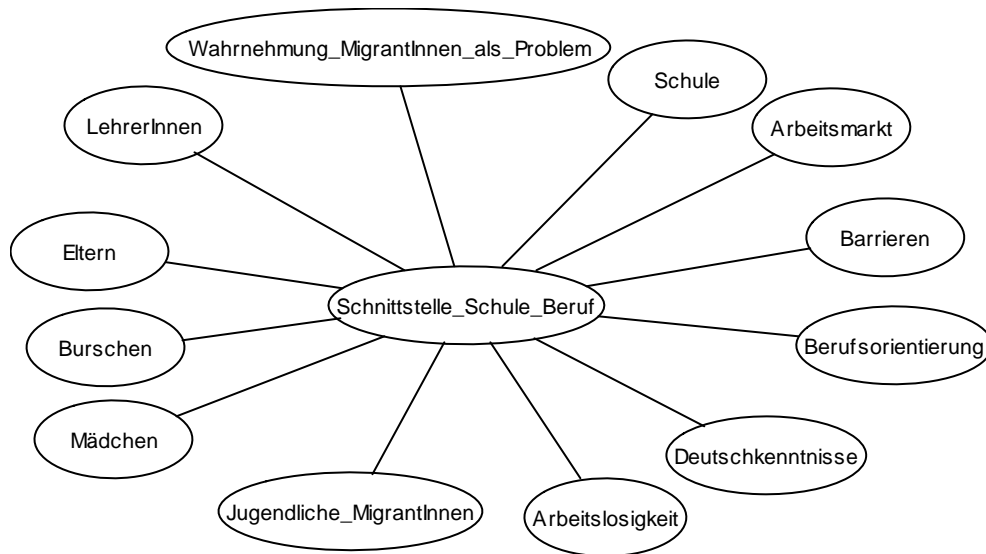 Wahrnehmung_MigrantInnen_als_Problem
Schule
LehrerInnen
Arbeitsmarkt
Eltern
Barrieren
Schnittstelle_Schule_Beruf
Burschen
Berufsorientierung
Mädchen
Deutschkenntnisse
Jugendliche_MigrantInnen
Arbeitslosigkeit